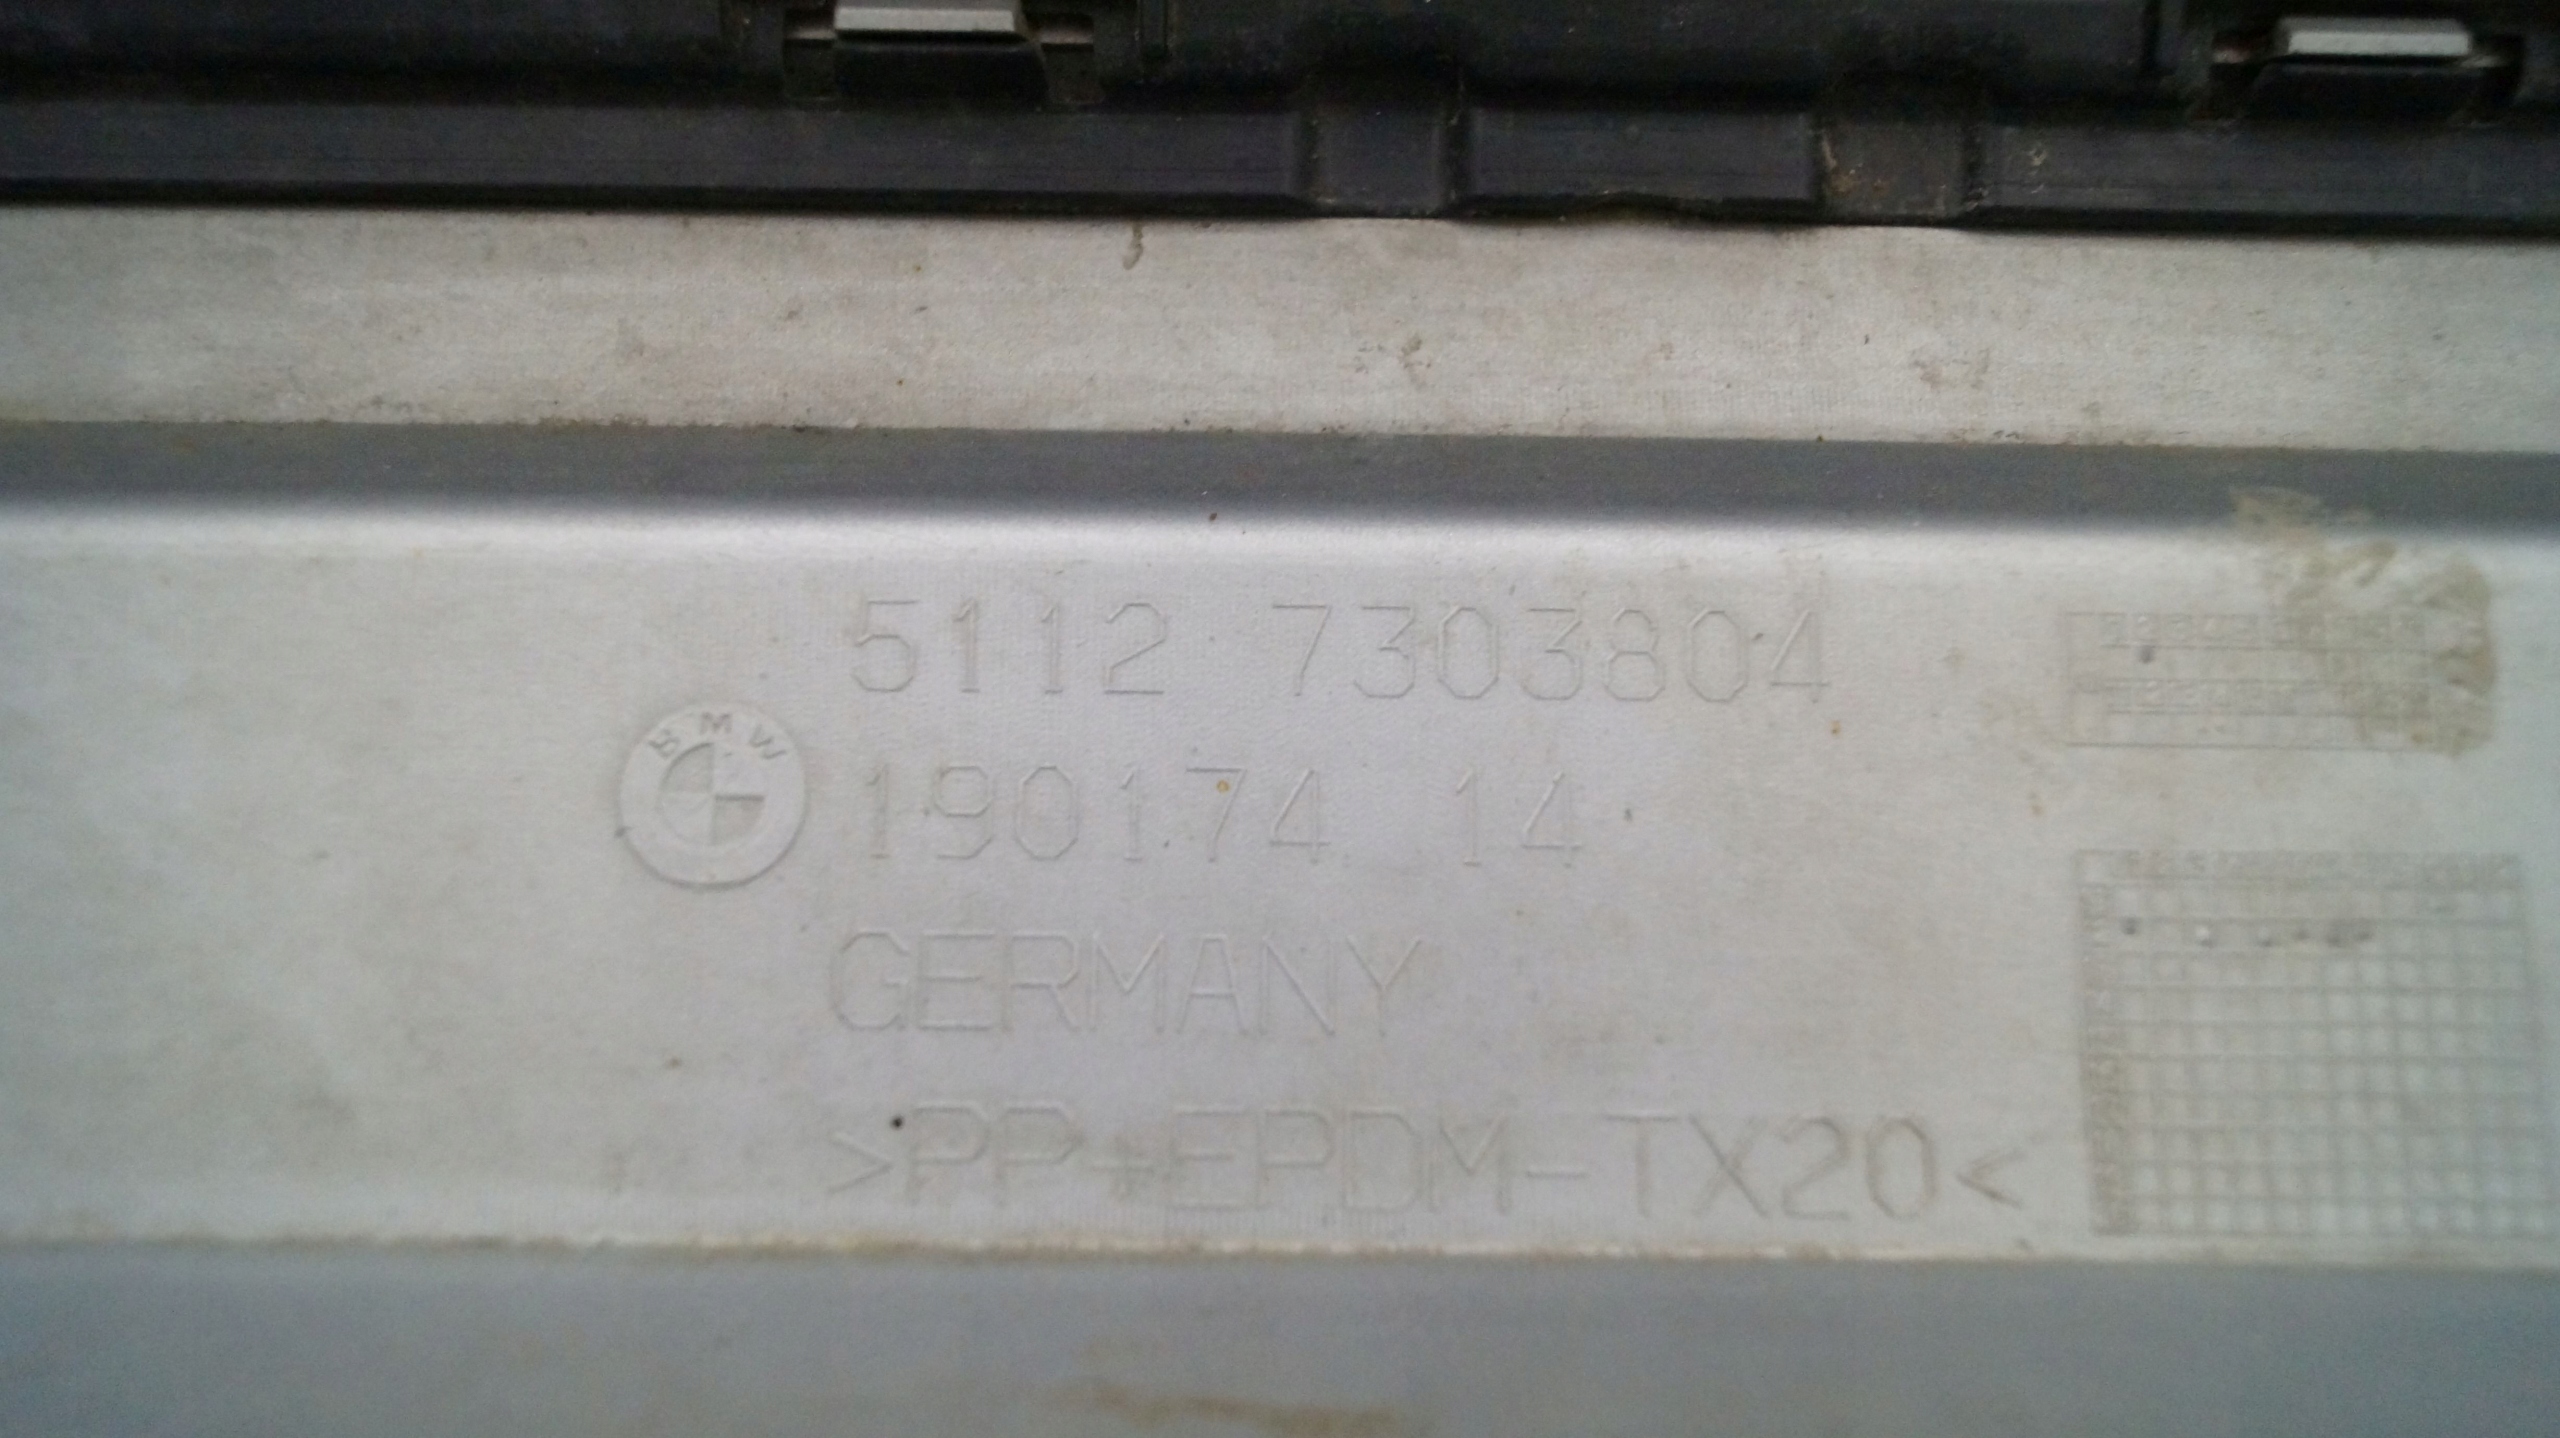 5112 7303804
BMW
190174 14
GERMANY
>PP+EPDM-TX20<